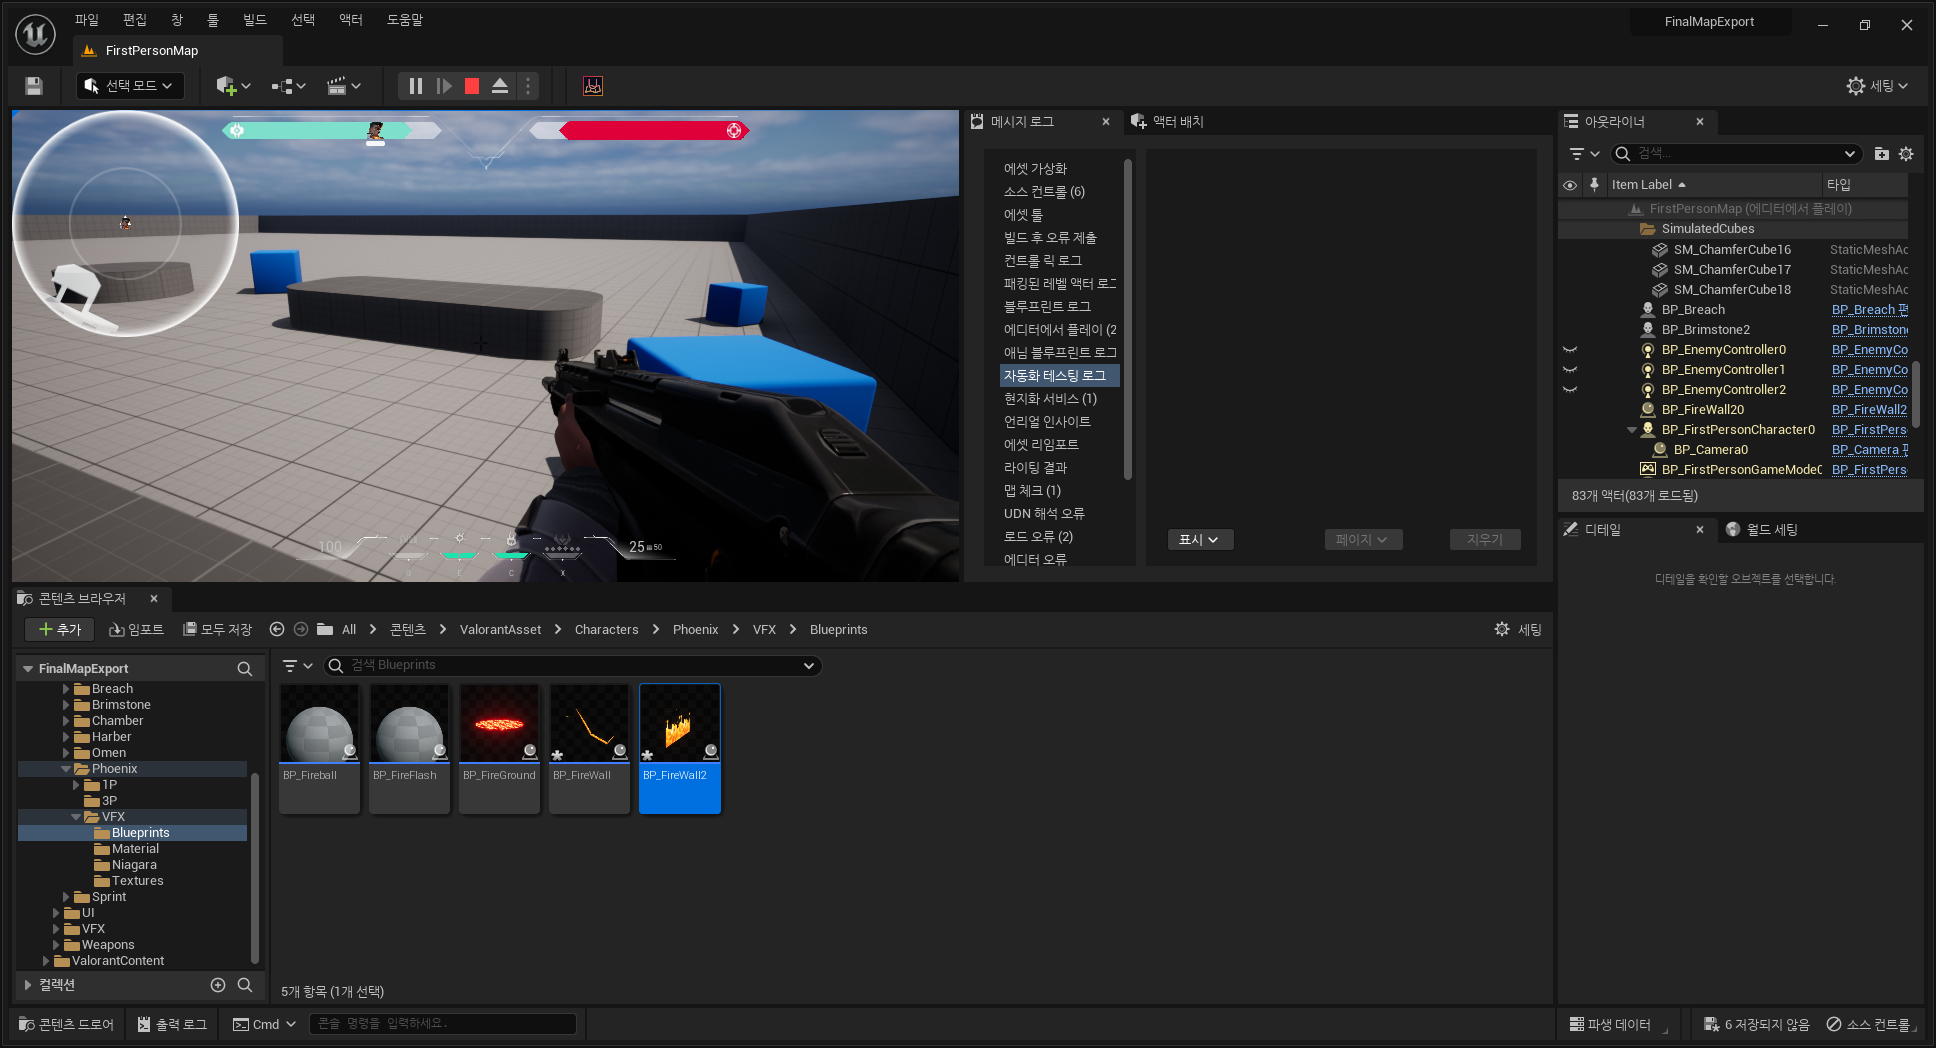 파일 편집 창 툴 빌드 선택 액터 도움말
FinalMapExport
FirstPersonMap
선택 모드
세팅
메시지 로그
액터 배치
에셋 가상화
소스 컨트롤 (6)
에셋 툴
빌드 후 오류 제출
컨트롤 릭 로그
패킹된 레벨 액터 로그
블루프린트 로그
에디터에서 플레이 (2
애님 블루프린트 로그
자동화 테스팅 로그
현지화 서비스 (1)
언리얼 인사이트
에셋 리임포트
라이팅 결과
맵 체크 (1)
UDN 해석 오류
로드 오류 (2)
에디터 오류
표시
페이지
지우기
100
25
50
E
C
X
아웃라이너
검색...
Item Label
타입
FirstPersonMap (에디터에서 플레이)
SimulatedCubes
SM_ChamferCube16 StaticMeshAc
SM_ChamferCube17 StaticMeshAc
SM_ChamferCube18 StaticMeshAc
BP_Breach BP_Breach 편
BP_Brimstone2 BP_Brimstone
BP_EnemyController0 BP_EnemyCo
BP_EnemyController1 BP_EnemyCo
BP_EnemyController2 BP_EnemyCo
BP_FireWall20 BP_FireWall2
BP_FirstPersonCharacter0 BP_FirstPers
BP_Camera0 BP_Camera 편
BP_FirstPersonGameMode0 BP_FirstPers
83개 액터(83개 로드됨)
디테일
월드 세팅
디테일을 확인할 오브젝트를 선택합니다.
콘텐츠 브라우저
추가
임포트
모두 저장
All > 콘텐츠 > ValorantAsset > Characters > Phoenix > VFX > Blueprints
세팅
FinalMapExport
Breach
Brimstone
Chamber
Harber
Omen
Phoenix
1P
3P
VFX
Blueprints
Material
Niagara
Textures
Sprint
UI
VFX
Weapons
ValorantContent
컬렉션
검색 Blueprints
BP_Fireball
BP_FireFlash
BP_FireGround
BP_FireWall
BP_FireWall2
5개 항목 (1개 선택)
콘텐츠 드로어
출력 로그
Cmd
콘솔 명령을 입력하세요.
파생 데이터
6 저장되지 않음
소스 컨트롤